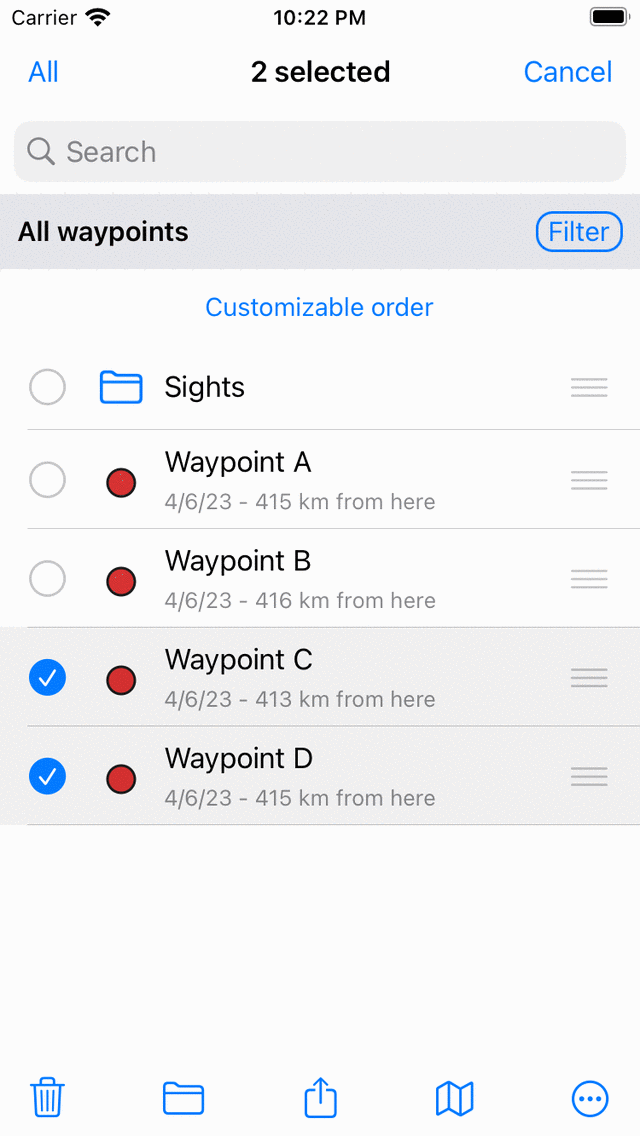 Carrier 10:22 PM
All 2 selected Cancel
Search
All waypoints Filter
Customizable order
Sights
Waypoint A
4/6/23 - 415 km from here
Waypoint B
4/6/23 - 416 km from here
Waypoint C
4/6/23 - 413 km from here
Waypoint D
4/6/23 - 415 km from here